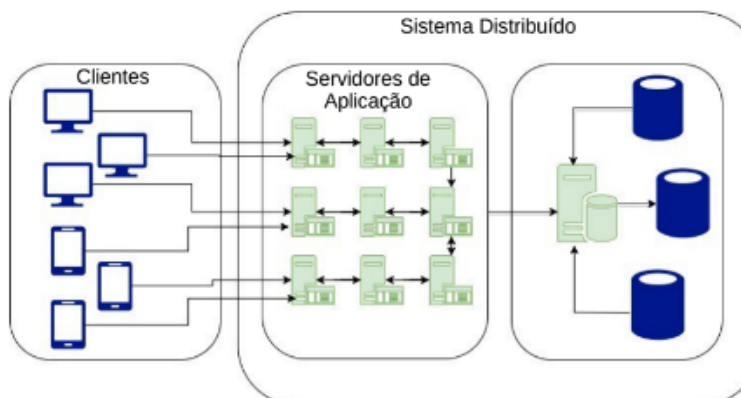 Sistema Distribuído
Clientes
Servidores de
Aplicação